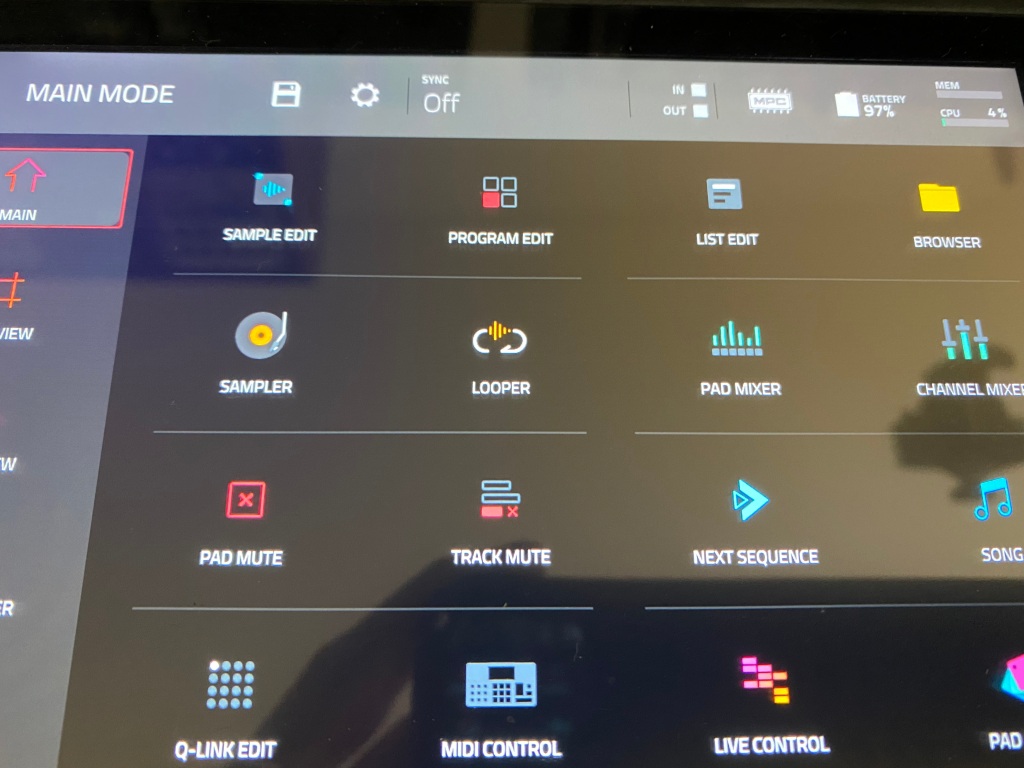 MAIN MODE
SYNC
Off
IN
OUT
MPC
BATTERY
97%
MEM
CPU 4%
MAIN
SAMPLE EDIT
PROGRAM EDIT
LIST EDIT
BROWSER
VIEW
SAMPLER
LOOPER
PAD MIXER
CHANNEL MIXER
W
PAD MUTE
TRACK MUTE
NEXT SEQUENCE
SONG
ER
Q-LINK EDIT
MIDI CONTROL
LIVE CONTROL
PAD